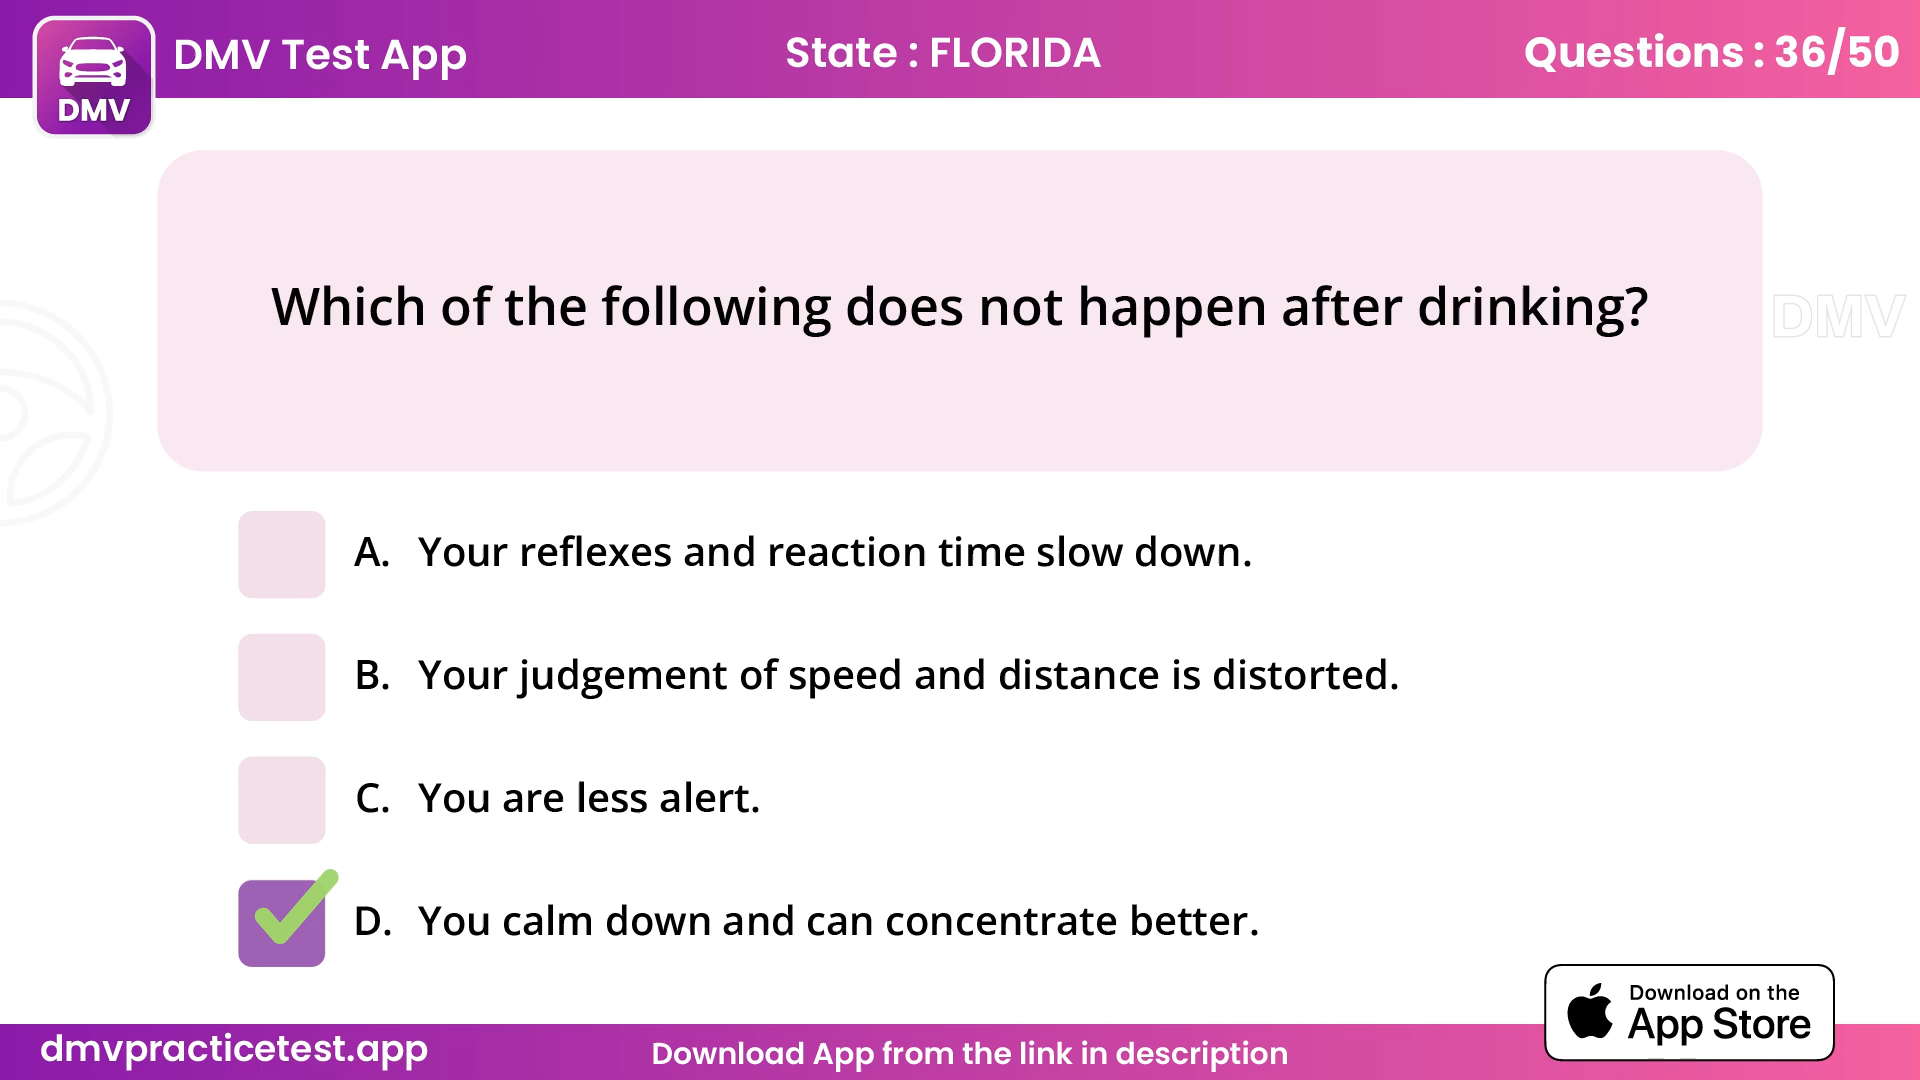 DMV
DMV Test App
State : FLORIDA
Questions : 36/50
Which of the following does not happen after drinking?
DMV
A. Your reflexes and reaction time slow down.
B. Your judgement of speed and distance is distorted.
C. You are less alert.
D. You calm down and can concentrate better.
Download on the
App Store
dmvpracticetest.app
Download App from the link in description